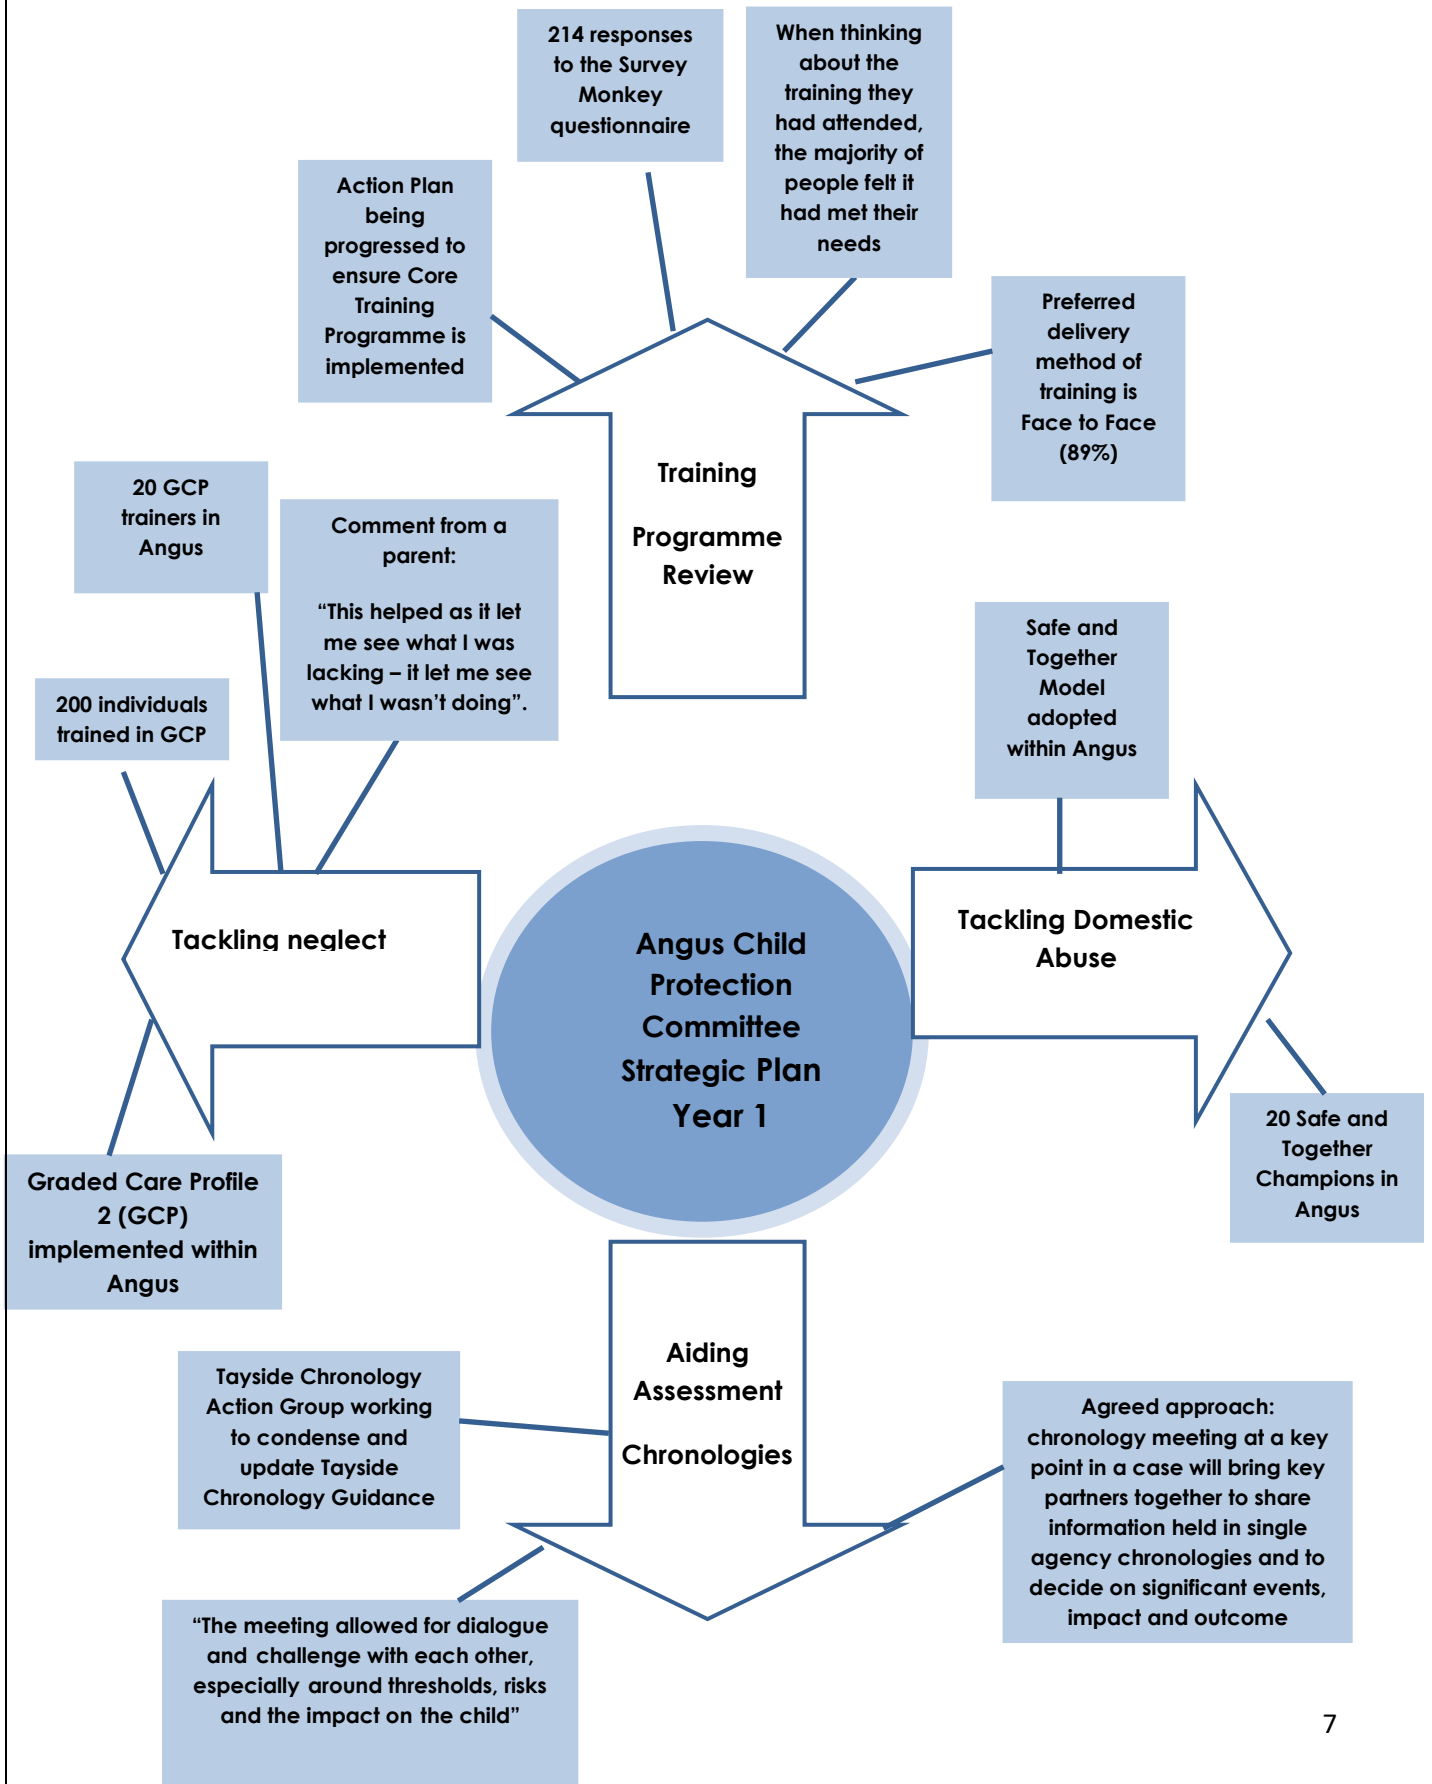 214 responses
to the Survey
Monkey
questionnaire
When thinking
about the
training they
had attended,
the majority of
people felt it
had met their
needs
Action Plan
being
progressed to
ensure Core
Training
Programme is
implemented
Preferred
delivery
method of
training is
Face to Face
(89%)
Training
Programme
Review
20 GCP
trainers in
Angus
Comment from a
parent:
“This helped as it let
me see what I was
lacking – it let me see
what I wasn’t doing”.
200 individuals
trained in GCP
Safe and
Together
Model
adopted
within Angus
Tackling neglect
Tackling Domestic
Abuse
Angus Child
Protection
Committee
Strategic Plan
Year 1
20 Safe and
Together
Champions in
Angus
Graded Care Profile
2 (GCP)
implemented within
Angus
Aiding
Assessment
Chronologies
Tayside Chronology
Action Group working
to condense and
update Tayside
Chronology Guidance
Agreed approach:
chronology meeting at a key
point in a case will bring key
partners together to share
information held in single
agency chronologies and to
decide on significant events,
impact and outcome
“The meeting allowed for dialogue
and challenge with each other,
especially around thresholds, risks
and the impact on the child”
7